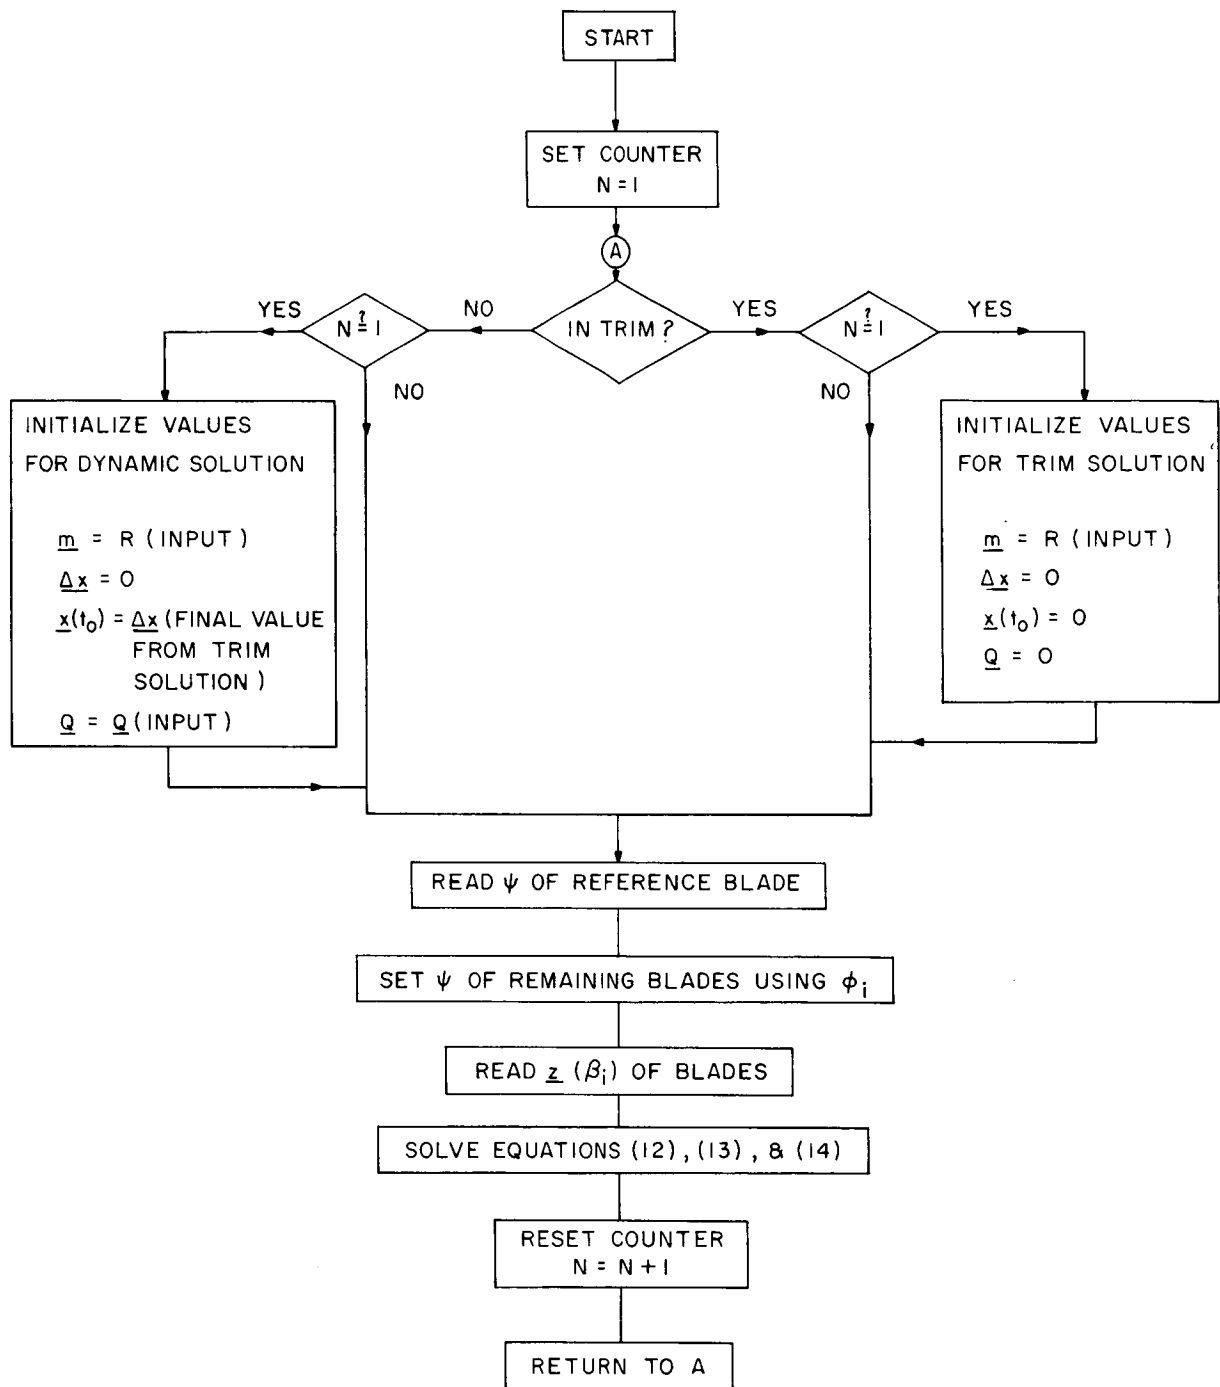 START
SET COUNTER
N = 1
A
YES
N ≟ 1
NO
IN TRIM?
YES
N ≟ 1
YES
NO
NO
INITIALIZE VALUES
FOR DYNAMIC SOLUTION
m = R (INPUT)
Δx = 0
x(t₀) = Δx (FINAL VALUE
FROM TRIM
SOLUTION)
Q = Q (INPUT)
INITIALIZE VALUES
FOR TRIM SOLUTION
m = R (INPUT)
Δx = 0
x(t₀) = 0
Q = 0
READ ψ OF REFERENCE BLADE
SET ψ OF REMAINING BLADES USING ϕᵢ
READ z (βᵢ) OF BLADES
SOLVE EQUATIONS (12), (13), & (14)
RESET COUNTER
N = N + 1
RETURN TO A